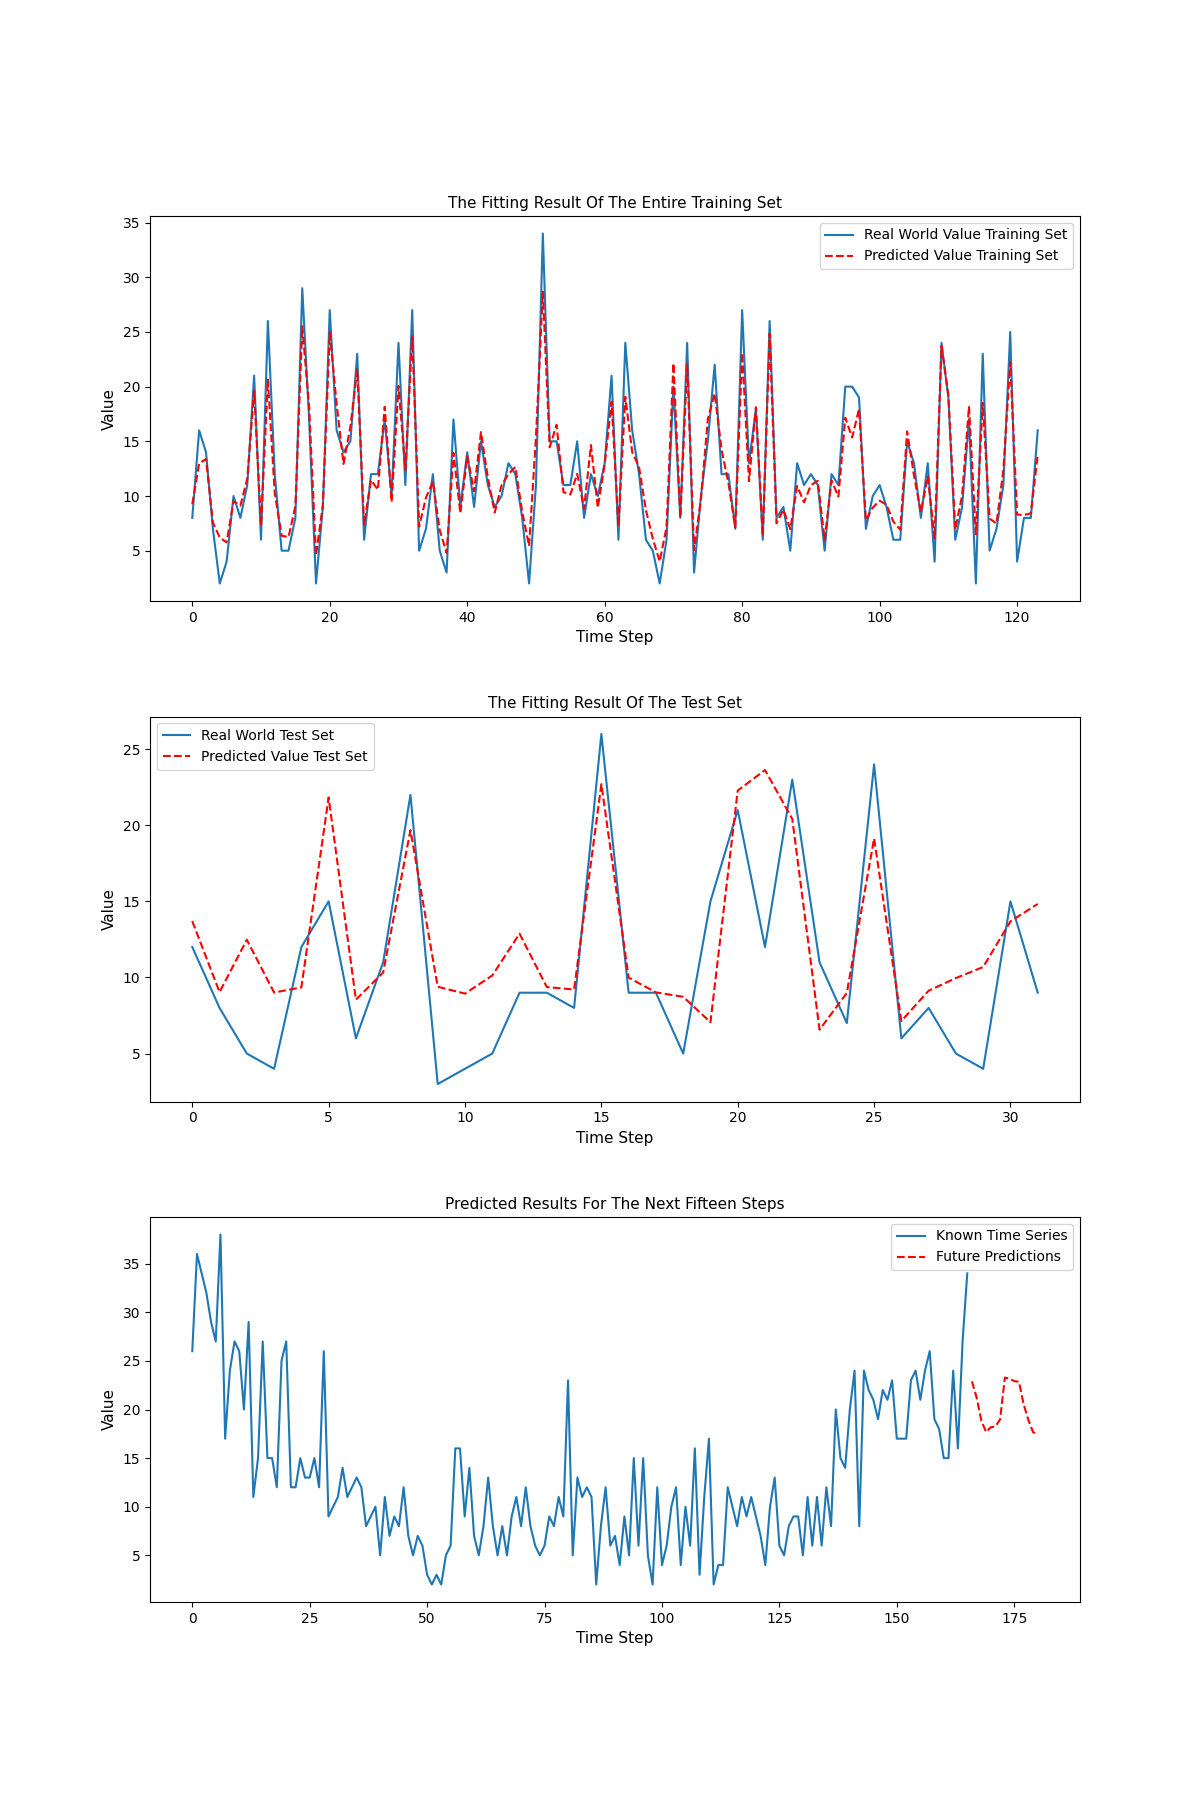 The Fitting Result Of The Entire Training Set
35
30
25
20
15
10
5
Value
Real World Value Training Set
Predicted Value Training Set
0 20 40 60 80 100 120
Time Step
The Fitting Result Of The Test Set
25
20
15
10
5
Value
Real World Test Set
Predicted Value Test Set
0 5 10 15 20 25 30
Time Step
Predicted Results For The Next Fifteen Steps
35
30
25
20
15
10
5
Value
Known Time Series
Future Predictions
0 25 50 75 100 125 150 175
Time Step